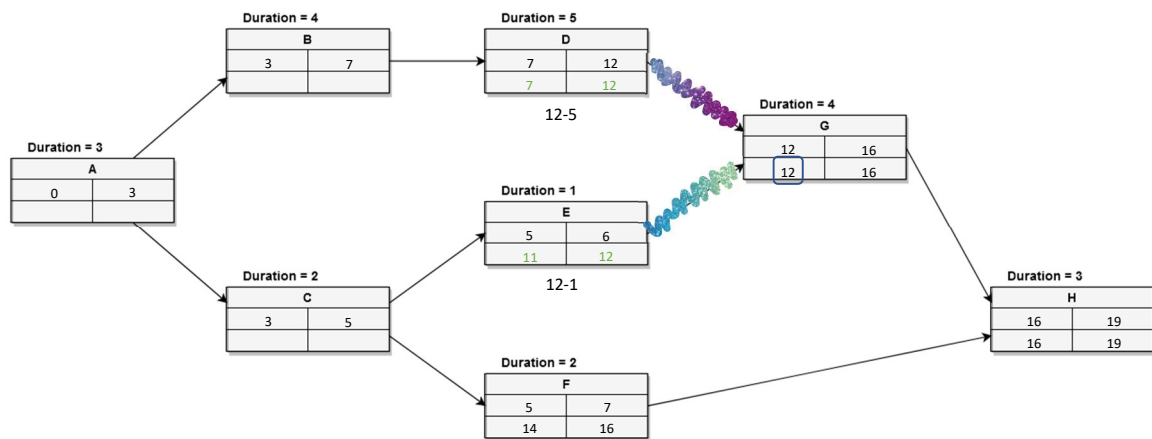 Duration = 4
B
3 7
Duration = 5
D
7 12
7 12
12-5
Duration = 4
G
12 16
12 16
Duration = 3
A
0 3
Duration = 1
E
5 6
11 12
12-1
Duration = 2
C
3 5
Duration = 3
H
16 19
16 19
Duration = 2
F
5 7
14 16